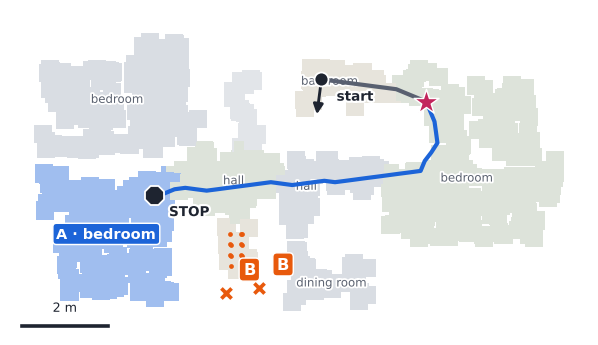 bathroom
start
bedroom
bedroom
hall
hall
STOP
A · bedroom
B
B
dining room
2 m